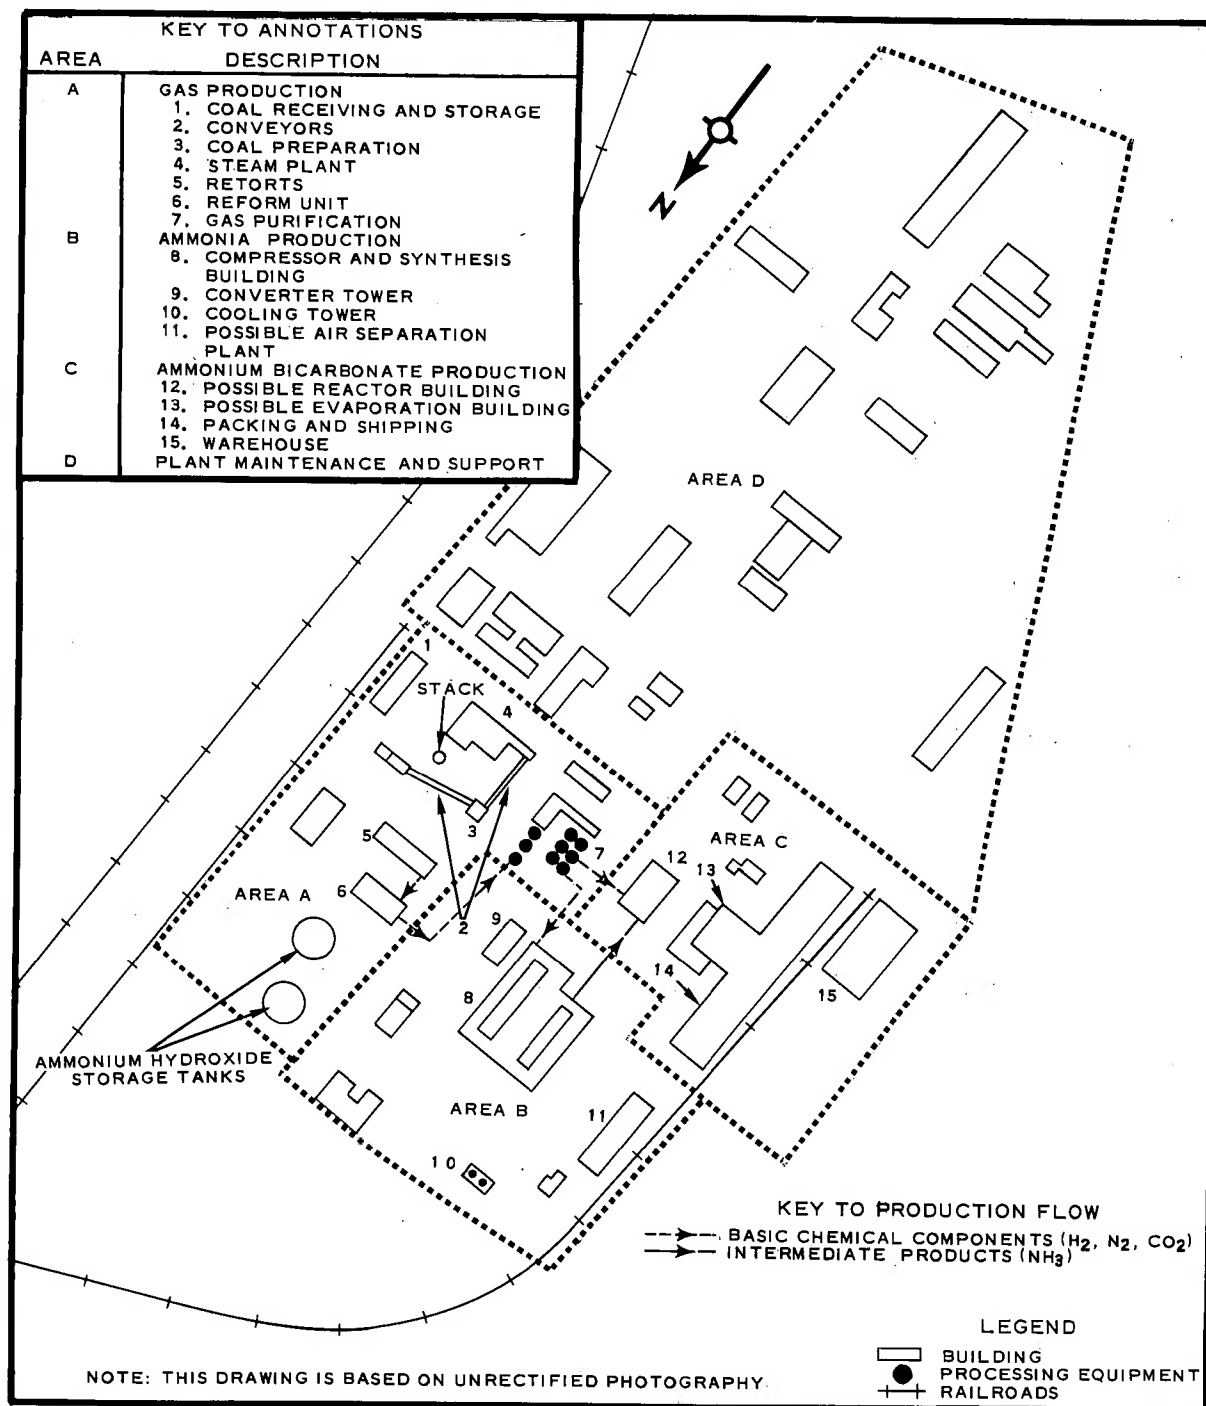 KEY TO ANNOTATIONS
AREA DESCRIPTION
A GAS PRODUCTION
1. COAL RECEIVING AND STORAGE
2. CONVEYORS
3. COAL PREPARATION
4. STEAM PLANT
5. RETORTS
6. REFORM UNIT
7. GAS PURIFICATION
B AMMONIA PRODUCTION
8. COMPRESSOR AND SYNTHESIS
BUILDING
9. CONVERTER TOWER
10. COOLING TOWER
11. POSSIBLE AIR SEPARATION
PLANT
C AMMONIUM BICARBONATE PRODUCTION
12. POSSIBLE REACTOR BUILDING
13. POSSIBLE EVAPORATION BUILDING
14. PACKING AND SHIPPING
15. WAREHOUSE
D PLANT MAINTENANCE AND SUPPORT
N
AREA D
1
STACK
4
3
5
7
AREA C
12
13
6
AREA A
2
9
8
14
15
AMMONIUM HYDROXIDE
STORAGE TANKS
AREA B
11
10
KEY TO PRODUCTION FLOW
BASIC CHEMICAL COMPONENTS (H2, N2, CO2)
INTERMEDIATE PRODUCTS (NH3)
LEGEND
BUILDING
PROCESSING EQUIPMENT
RAILROADS
NOTE: THIS DRAWING IS BASED ON UNRECTIFIED PHOTOGRAPHY.